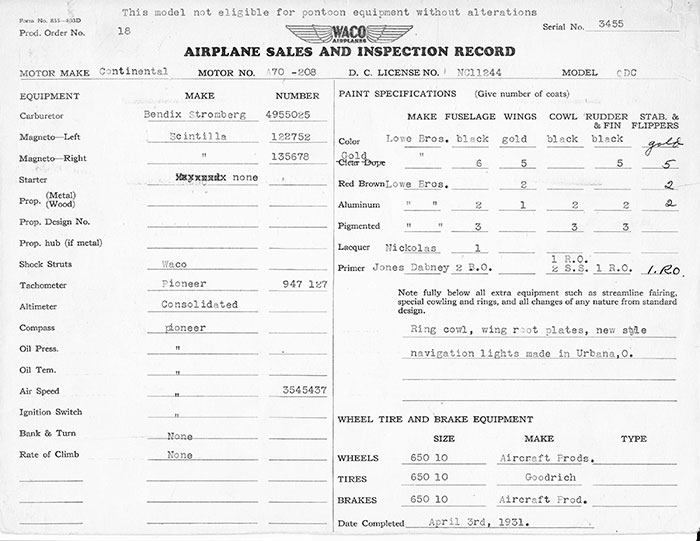 This model not eligible for pontoon equipment without alterations
Form No. 855—893D
Prod. Order No. 18
WACO
AIRPLANES
Serial No. 3455
AIRPLANE SALES AND INSPECTION RECORD
MOTOR MAKE Continental MOTOR NO. A70 -208 D. C. LICENSE NO. NC11244 MODEL QDC
EQUIPMENT MAKE NUMBER
Carburetor Bendix Stromberg 4955025
Magneto—Left Scintilla 122752
Magneto—Right " 135678
Starter none
Prop. (Metal)
(Wood)
Prop. Design No.
Prop. hub (if metal)
Shock Struts Waco
Tachometer Pioneer 947 127
Altimeter Consolidated
Compass pioneer
Oil Press. "
Oil Tem. "
Air Speed " 3545437
Ignition Switch "
Bank & Turn None
Rate of Climb None
PAINT SPECIFICATIONS (Give number of coats)
MAKE FUSELAGE WINGS COWL RUDDER & FIN STAB. & FLIPPERS
Color Lowe Bros. black gold black black gold
Gold
Clear Dope " 6 5 5 5
Red Brown Lowe Bros. 2 2
Aluminum " " 2 1 2 2 2
Pigmented " " 3 3 3
Lacquer Nickolas 1
Primer Jones Dabney 2 B.O. 1 R.O. 2 S.S. 1 R.O. 1.R.O
Note fully below all extra equipment such as streamline fairing,
special cowling and rings, and all changes of any nature from standard
design.
Ring cowl, wing root plates, new style
navigation lights made in Urbana,O.
WHEEL TIRE AND BRAKE EQUIPMENT
SIZE MAKE TYPE
WHEELS 650 10 Aircraft Prods.
TIRES 650 10 Goodrich
BRAKES 650 10 Aircraft Prod.
Date Completed April 3rd, 1931.